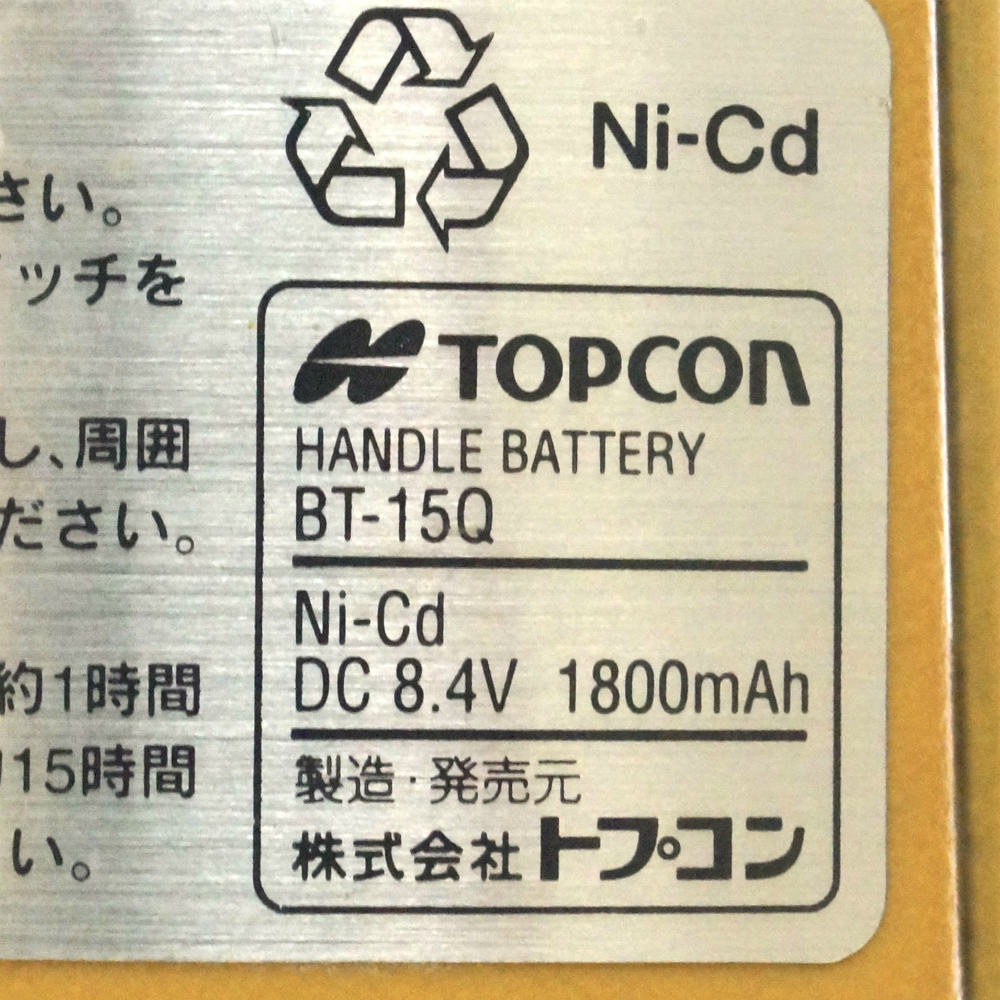 Ni-Cd
さい。
ッチを
し、周囲
ださい。
約1時間
15時間
い。
TOPCON
HANDLE BATTERY
BT-15Q
Ni-Cd
DC 8.4V 1800mAh
製造・発売元
株式会社トプコン